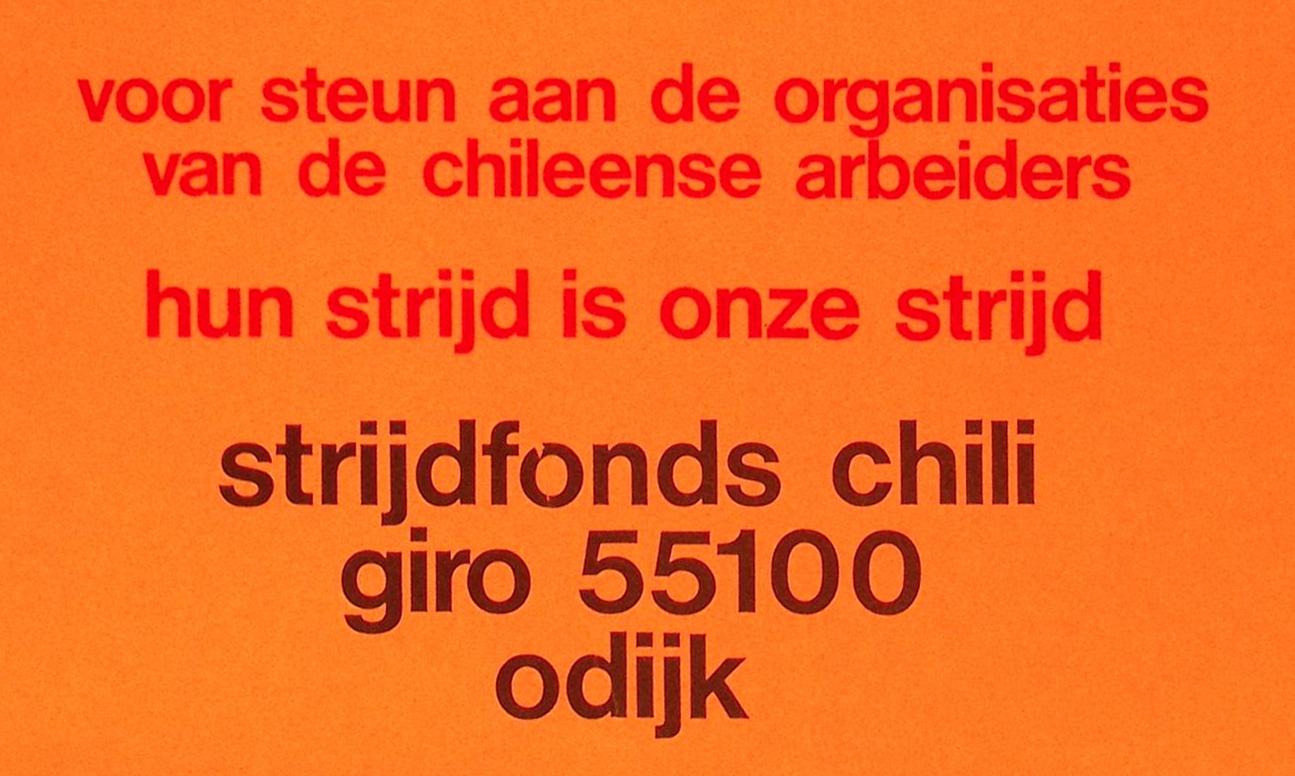 voor steun aan de organisaties
van de chileense arbeiders
hun strijd is onze strijd
strijdfonds chili
giro 55100
odijk